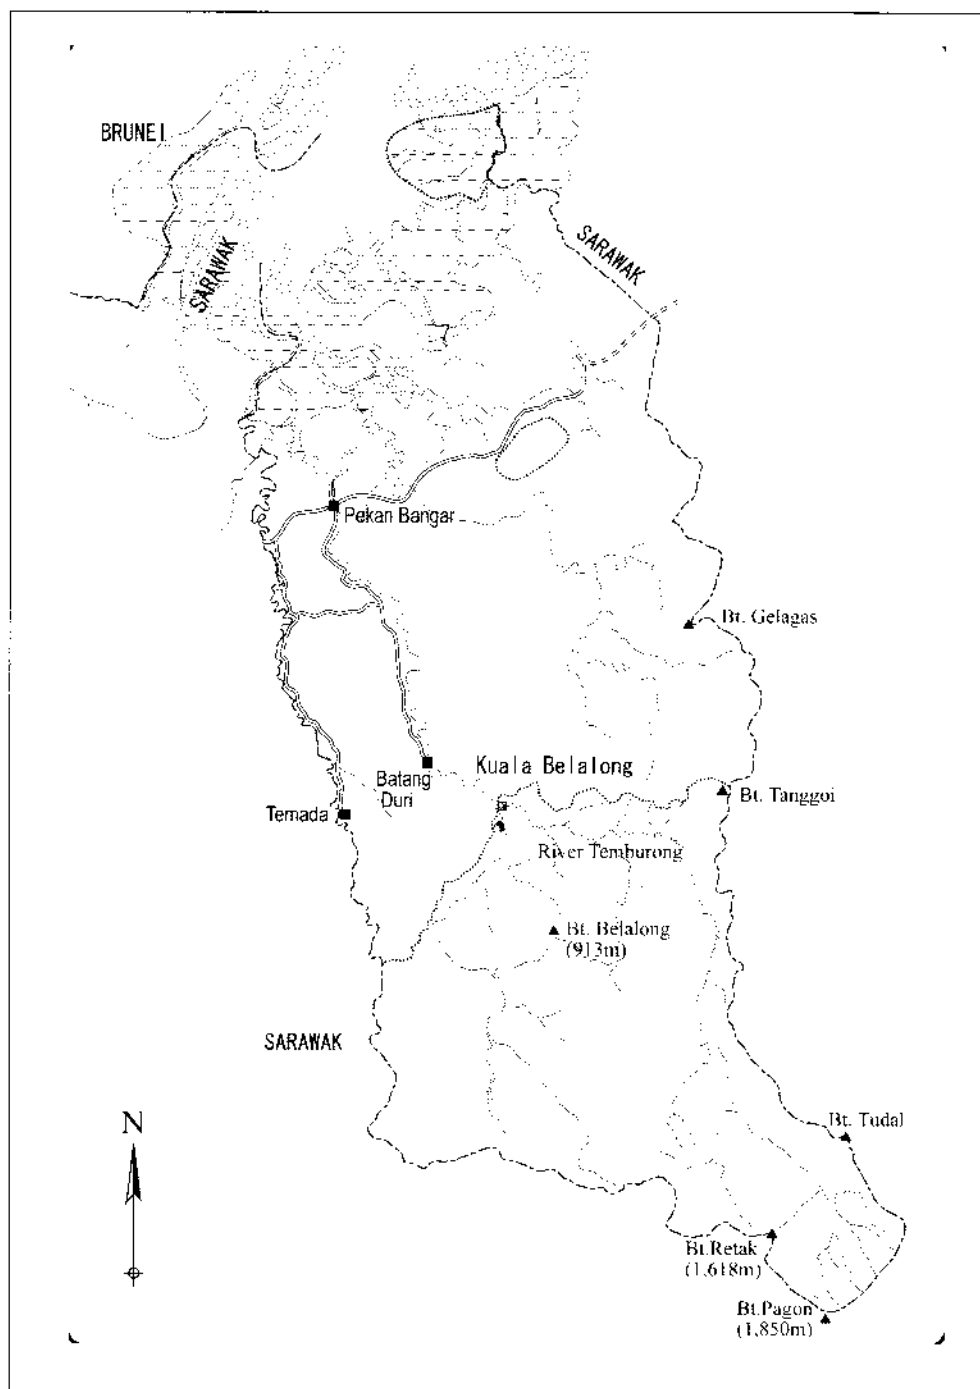 BRUNEI
SARAWAK
SARAWAK
Pekan Bangar
Bt. Gelagas
Kuala Belalong
Batang
Duri
Bt. Tanggoi
Temada
River Temburong
Bt. Belalong
(913m)
SARAWAK
N
Bt. Tudal
Bt.Retak
(1,618m)
Bt.Pagon
(1,850m)